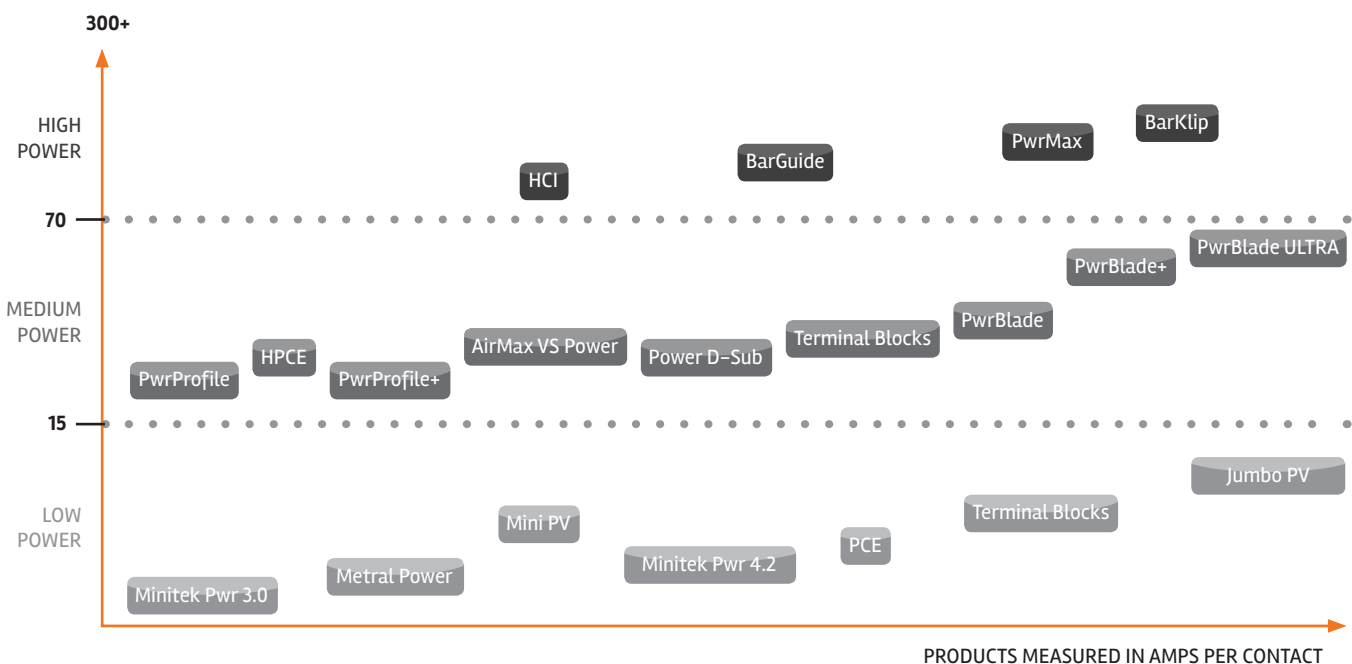 300+
HIGH
POWER
BarKlip
PwrMax
BarGuide
HCI
70
PwrBlade ULTRA
PwrBlade+
MEDIUM
POWER
PwrBlade
Terminal Blocks
AirMax VS Power
Power D-Sub
HPCE
PwrProfile
PwrProfile+
15
Jumbo PV
LOW
POWER
Terminal Blocks
Mini PV
PCE
Minitek Pwr 4.2
Metral Power
Minitek Pwr 3.0
PRODUCTS MEASURED IN AMPS PER CONTACT